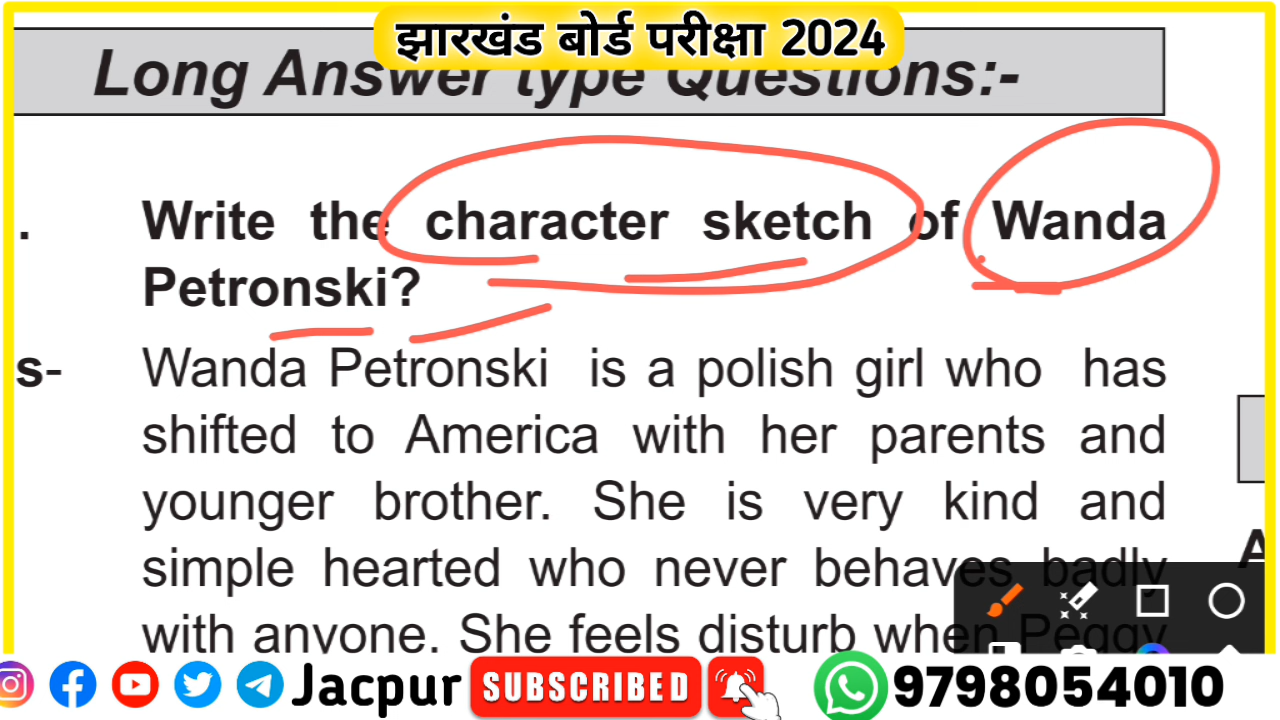 झारखंड बोर्ड परीक्षा 2024
Long Answer type Questions:-
. Write the character sketch of Wanda
Petronski?
s- Wanda Petronski is a polish girl who has
shifted to America with her parents and
younger brother. She is very kind and
simple hearted who never behaves badly
with anyone. She feels disturb when Peggy
A
Jacpur SUBSCRIBED 9798054010